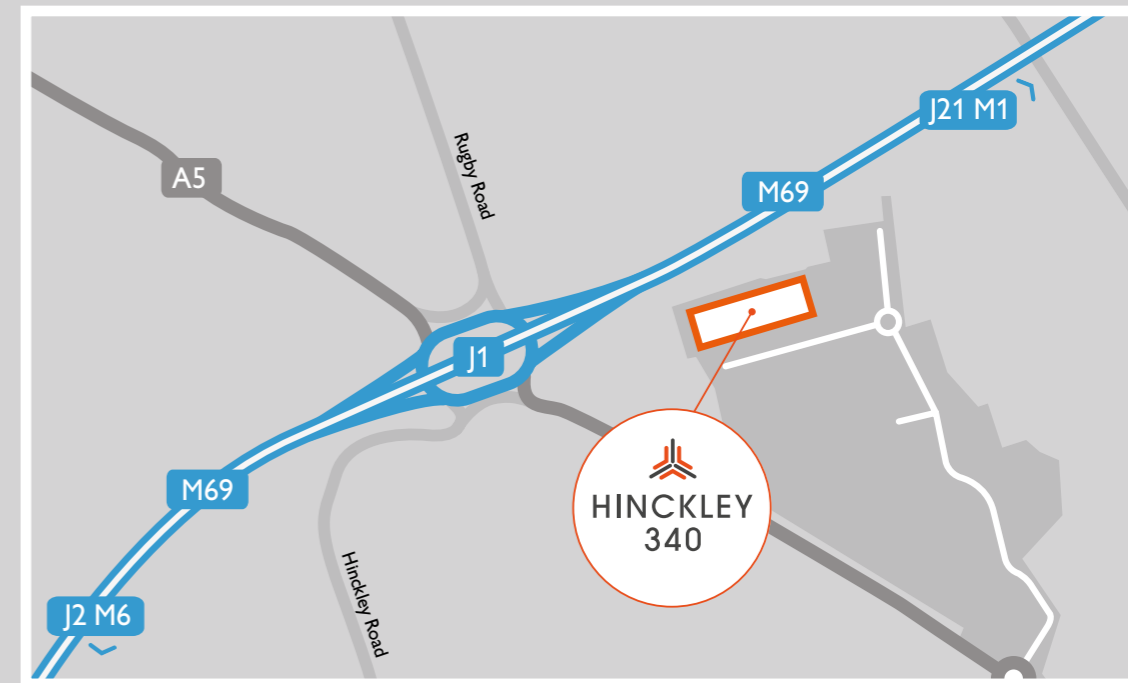 J21 M1
Rugby Road
A5
M69
J1
M69
HINCKLEY
340
Hinckley Road
J2 M6